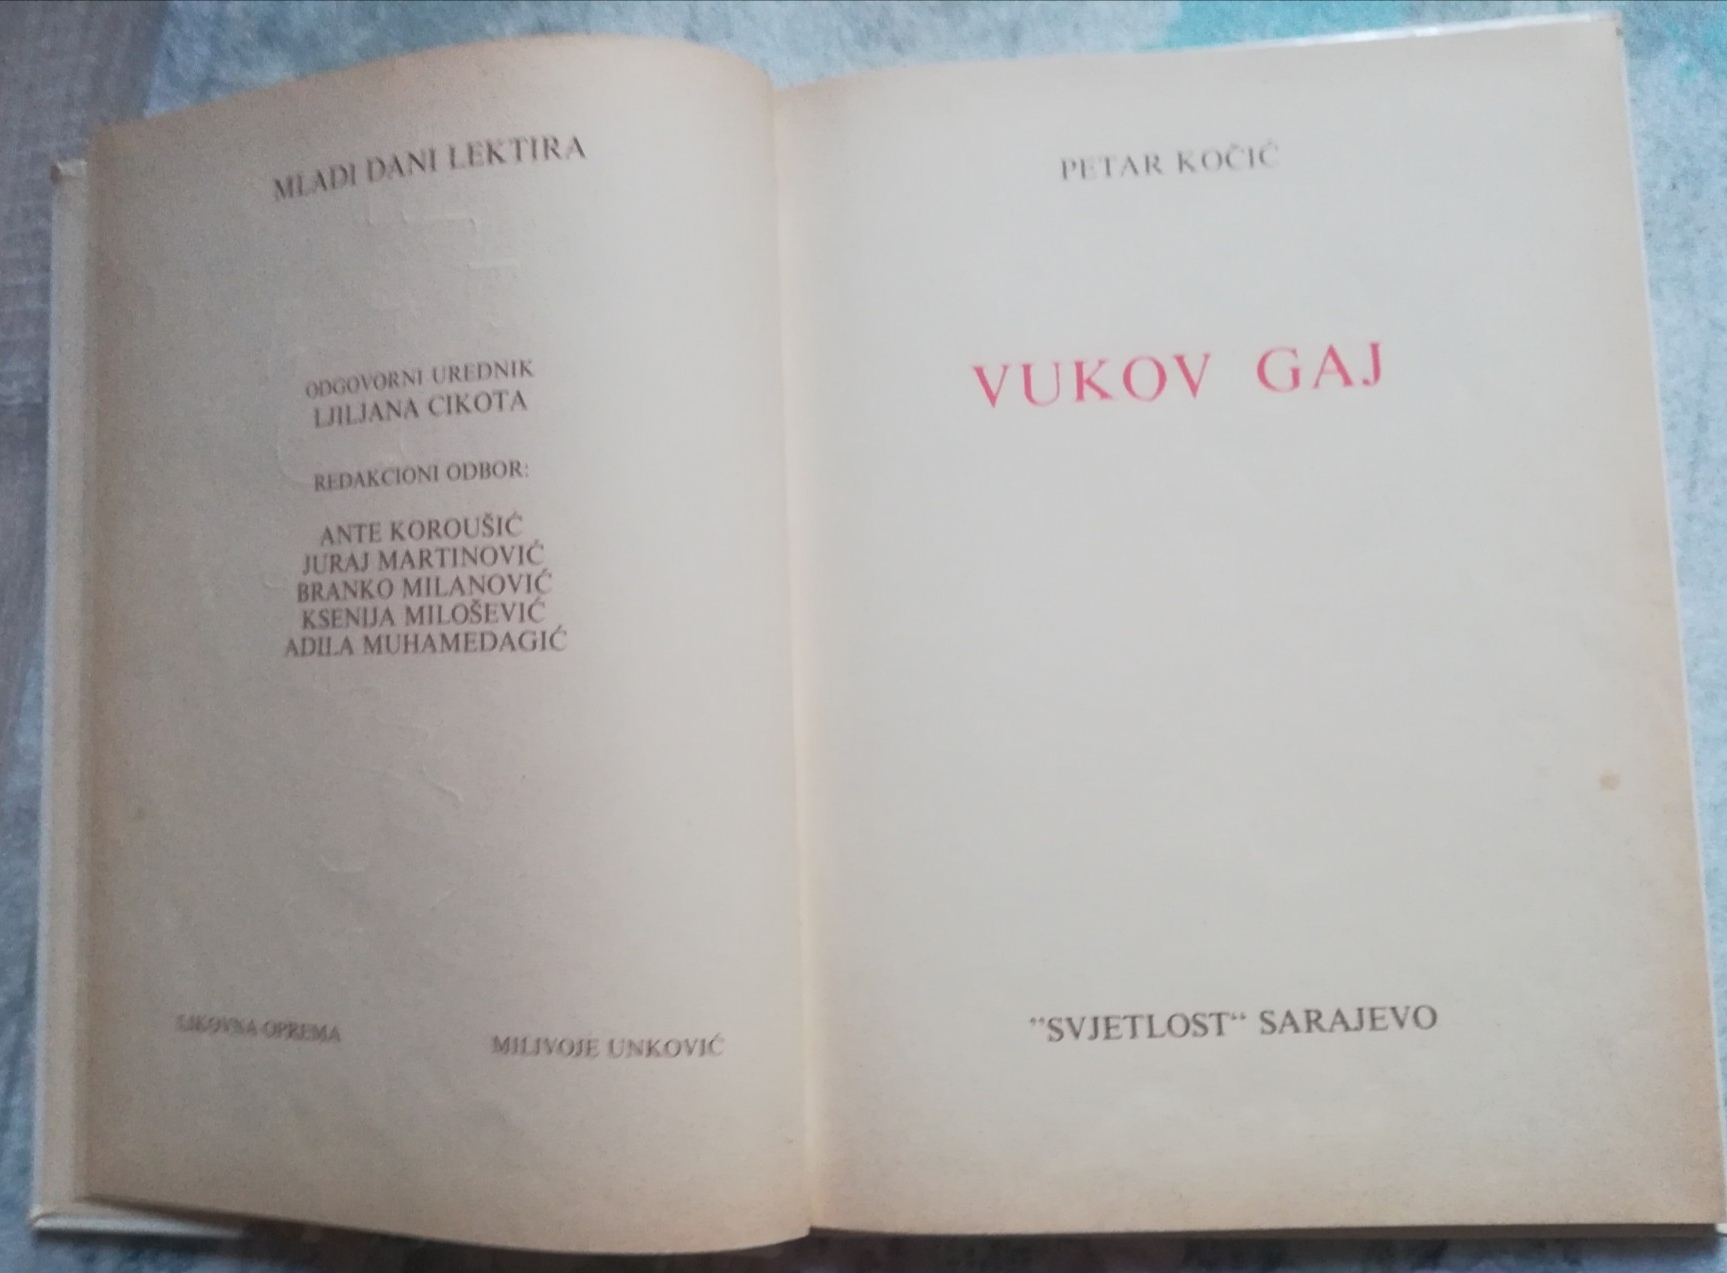 MLADI DANI LEKTIRA
ODGOVORNI UREDNIK
LJILJANA CIKOTA
REDAKCIONI ODBOR:
ANTE KOROUŠIĆ
JURAJ MARTINOVIĆ
BRANKO MILANOVIĆ
KSENIJA MILOŠEVIĆ
ADILA MUHAMEDAGIĆ
LIKOVNA OPREMA
MILIVOJE UNKOVIĆ
PETAR KOČIĆ
VUKOV GAJ
”SVJETLOST“ SARAJEVO